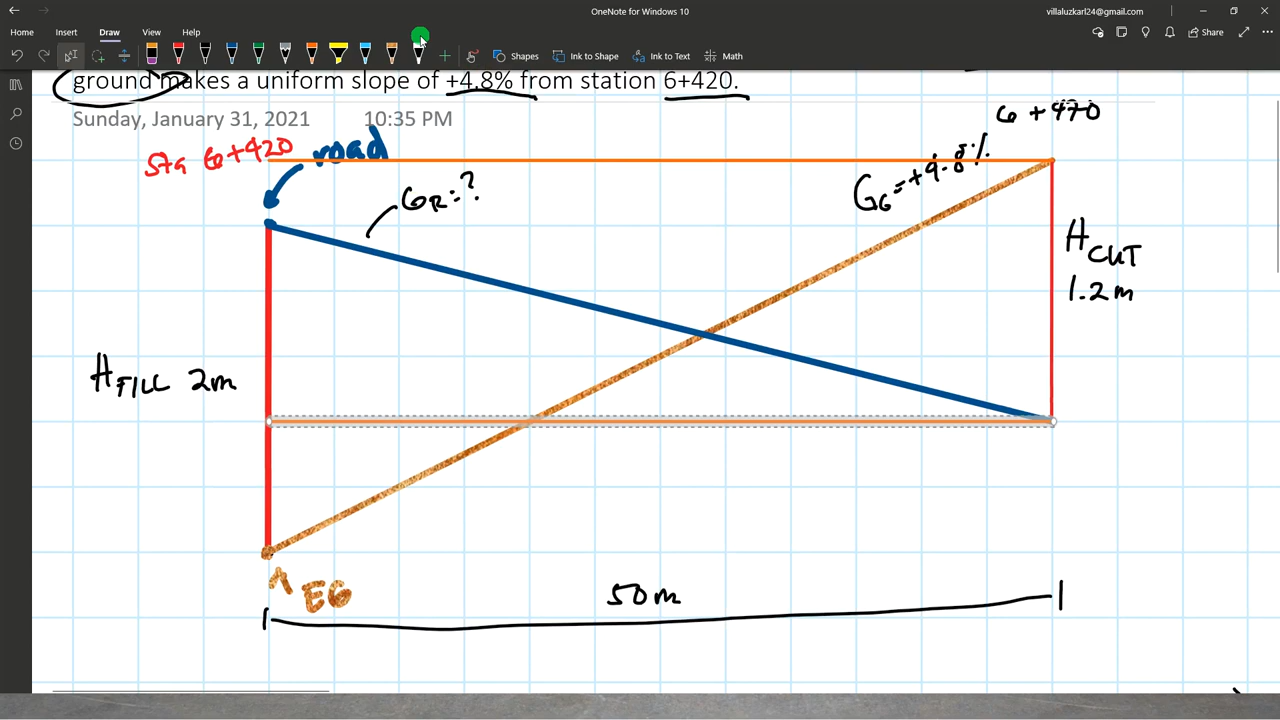 OneNote for Windows 10
villaluzkarl24@gmail.com
Home Insert Draw View Help
Share
Shapes Ink to Shape Ink to Text Math
ground makes a uniform slope of +4.8% from station 6+420.
Sunday, January 31, 2021 10:35 PM
6+470
Sta 6+420 road
GR=?
GG=+4.8%
HCUT
1.2m
HFILL 2m
EG
50m